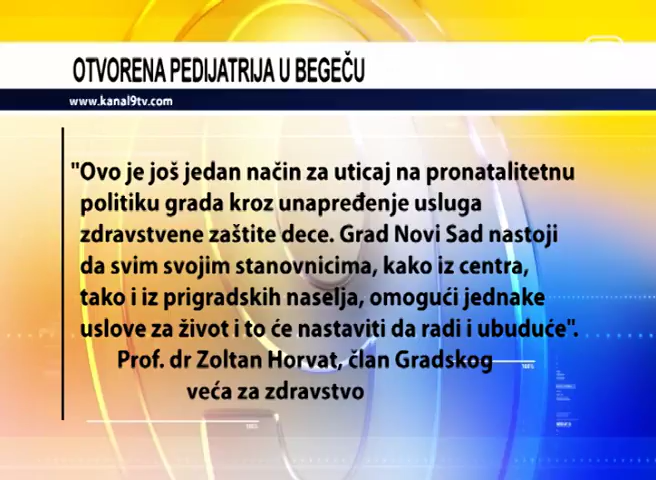 OTVORENA PEDIJATRIJA U BEGEČU
www.kanal9tv.com
"Ovo je još jedan način za uticaj na pronatalitetnu
politiku grada kroz unapređenje usluga
zdravstvene zaštite dece. Grad Novi Sad nastoji
da svim svojim stanovnicima, kako iz centra,
tako i iz prigradskih naselja, omogući jednake
uslove za život i to će nastaviti da radi i ubuduće".
Prof. dr Zoltan Horvat, član Gradskog
veća za zdravstvo
100%
100%